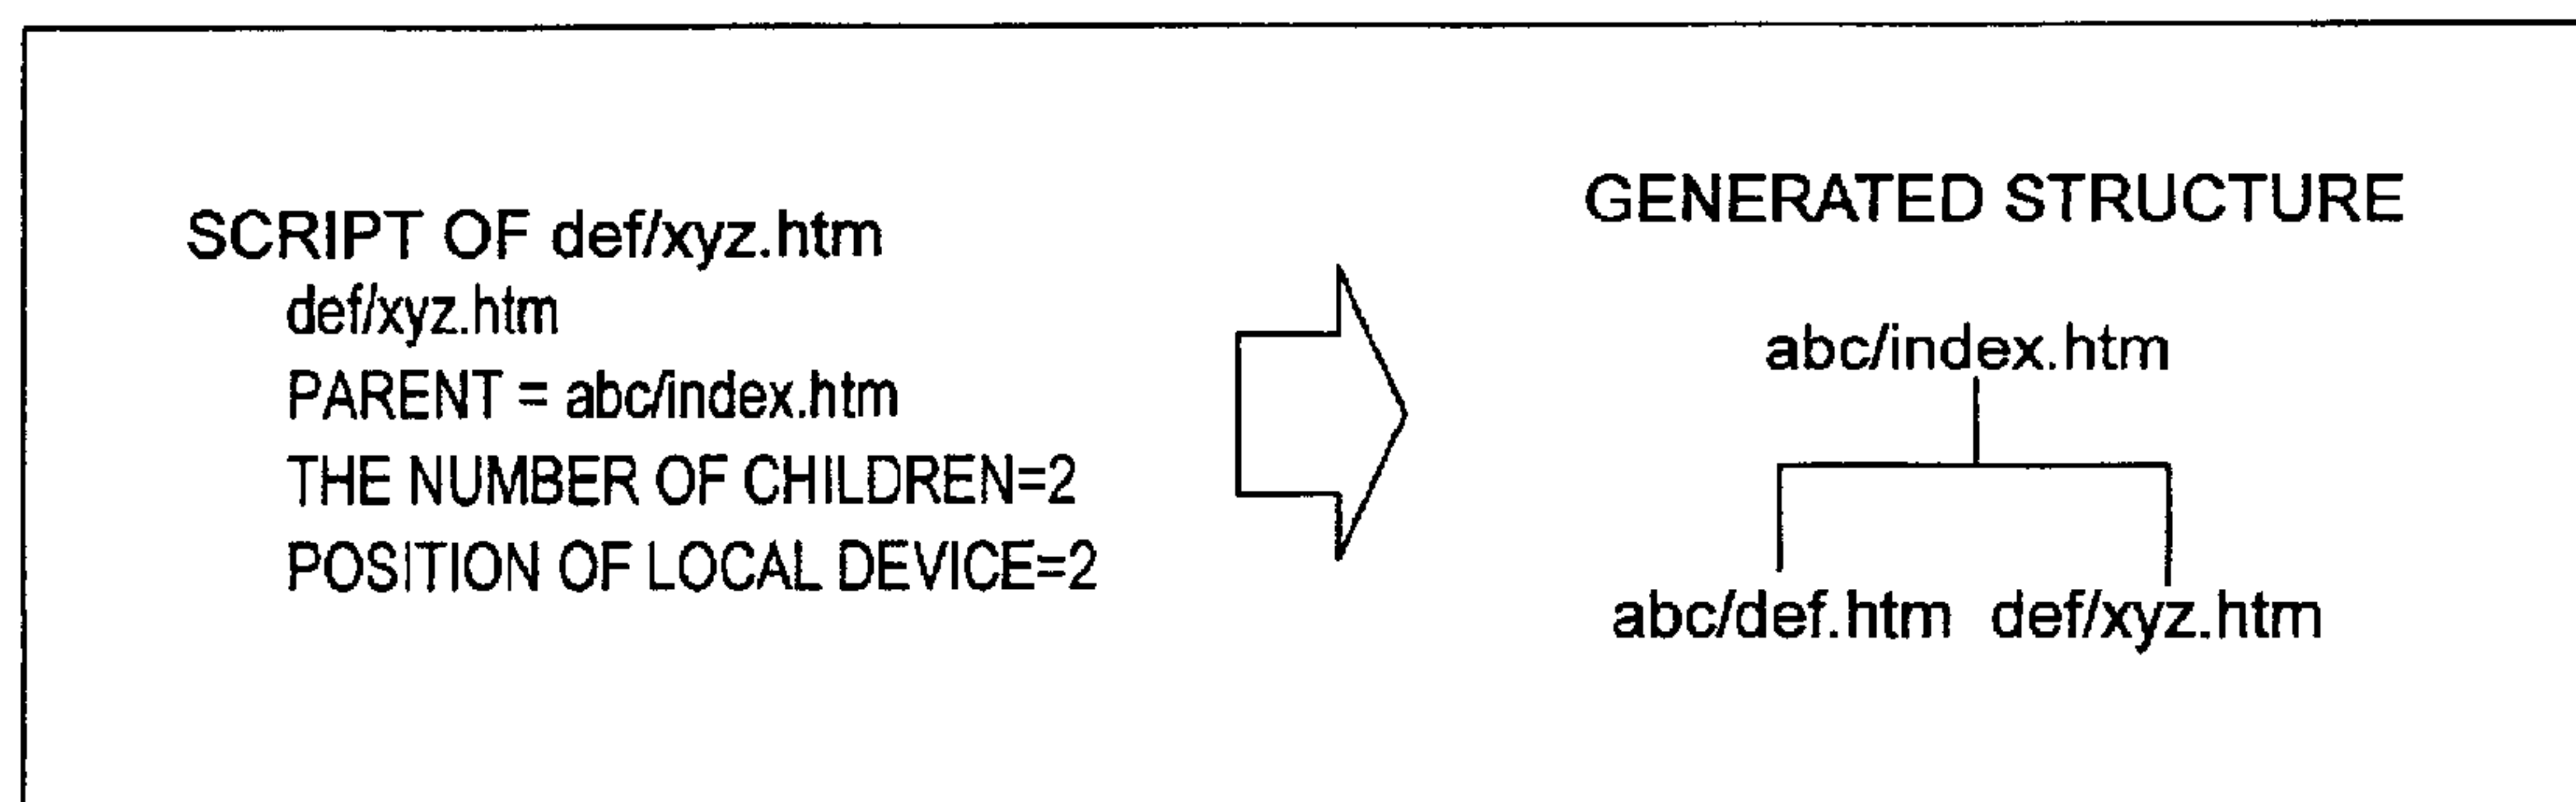 SCRIPT OF def/xyz.htm
def/xyz.htm
PARENT = abc/index.htm
THE NUMBER OF CHILDREN=2
POSITION OF LOCAL DEVICE=2
GENERATED STRUCTURE
abc/index.htm
abc/def.htm def/xyz.htm